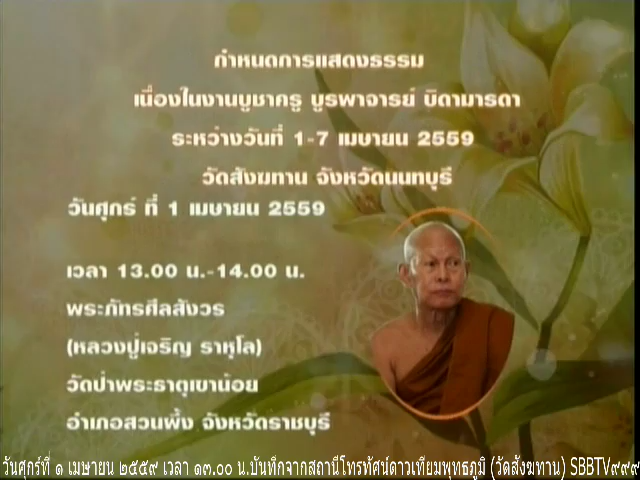 กำหนดการแสดงธรรม
เนื่องในงานบูชาครู บูรพาจารย์ บิดามารดา
ระหว่างวันที่ 1-7 เมษายน 2559
วัดสังฆทาน จังหวัดนนทบุรี
วันศุกร์ ที่ 1 เมษายน 2559
เวลา 13.00 น.-14.00 น.
พระภัทรศีลสังวร
(หลวงปู่เจริญ ราหุโล)
วัดป่าพระธาตุเขาน้อย
อำเภอสวนผึ้ง จังหวัดราชบุรี
วันศุกร์ที่ ๑ เมษายน ๒๕๕๙ เวลา ๑๓.๐๐ น.บันทึกจากสถานีโทรทัศน์ดาวเทียมพุทธภูมิ (วัดสังฆทาน) SBBTV๙๙๙